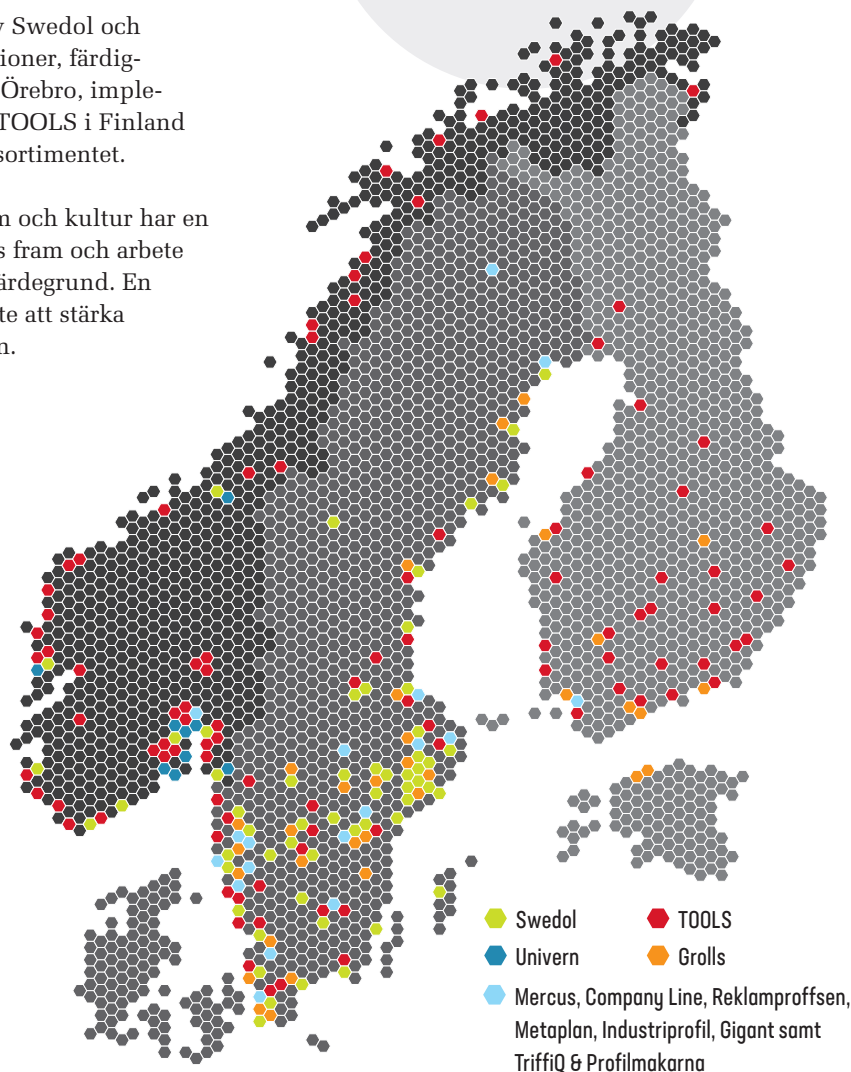 Swedol och
ioner, färdig-
Örebro, imple-
TOOLS i Finland
sortimentet.
m och kultur har en
s fram och arbete
ärdegrund. En
te att stärka
n.
Swedol
TOOLS
Univern
Grolls
Mercus, Company Line, Reklamproffsen,
Metaplan, Industriprofil, Gigant samt
TriffiQ & Profilmakarna